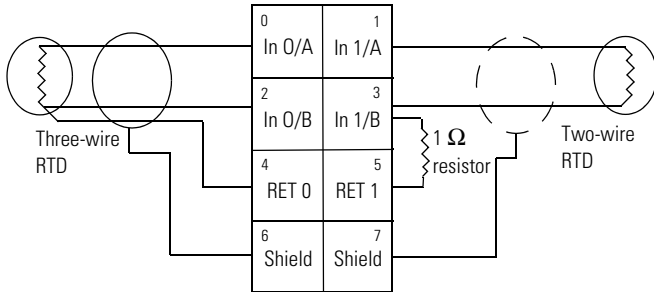 0
1
In 0/A
In 1/A
2
3
In 0/B
In 1/B
Three-wire
RTD
1 Ω
resistor
Two-wire
RTD
4
5
RET 0
RET 1
6
7
Shield
Shield